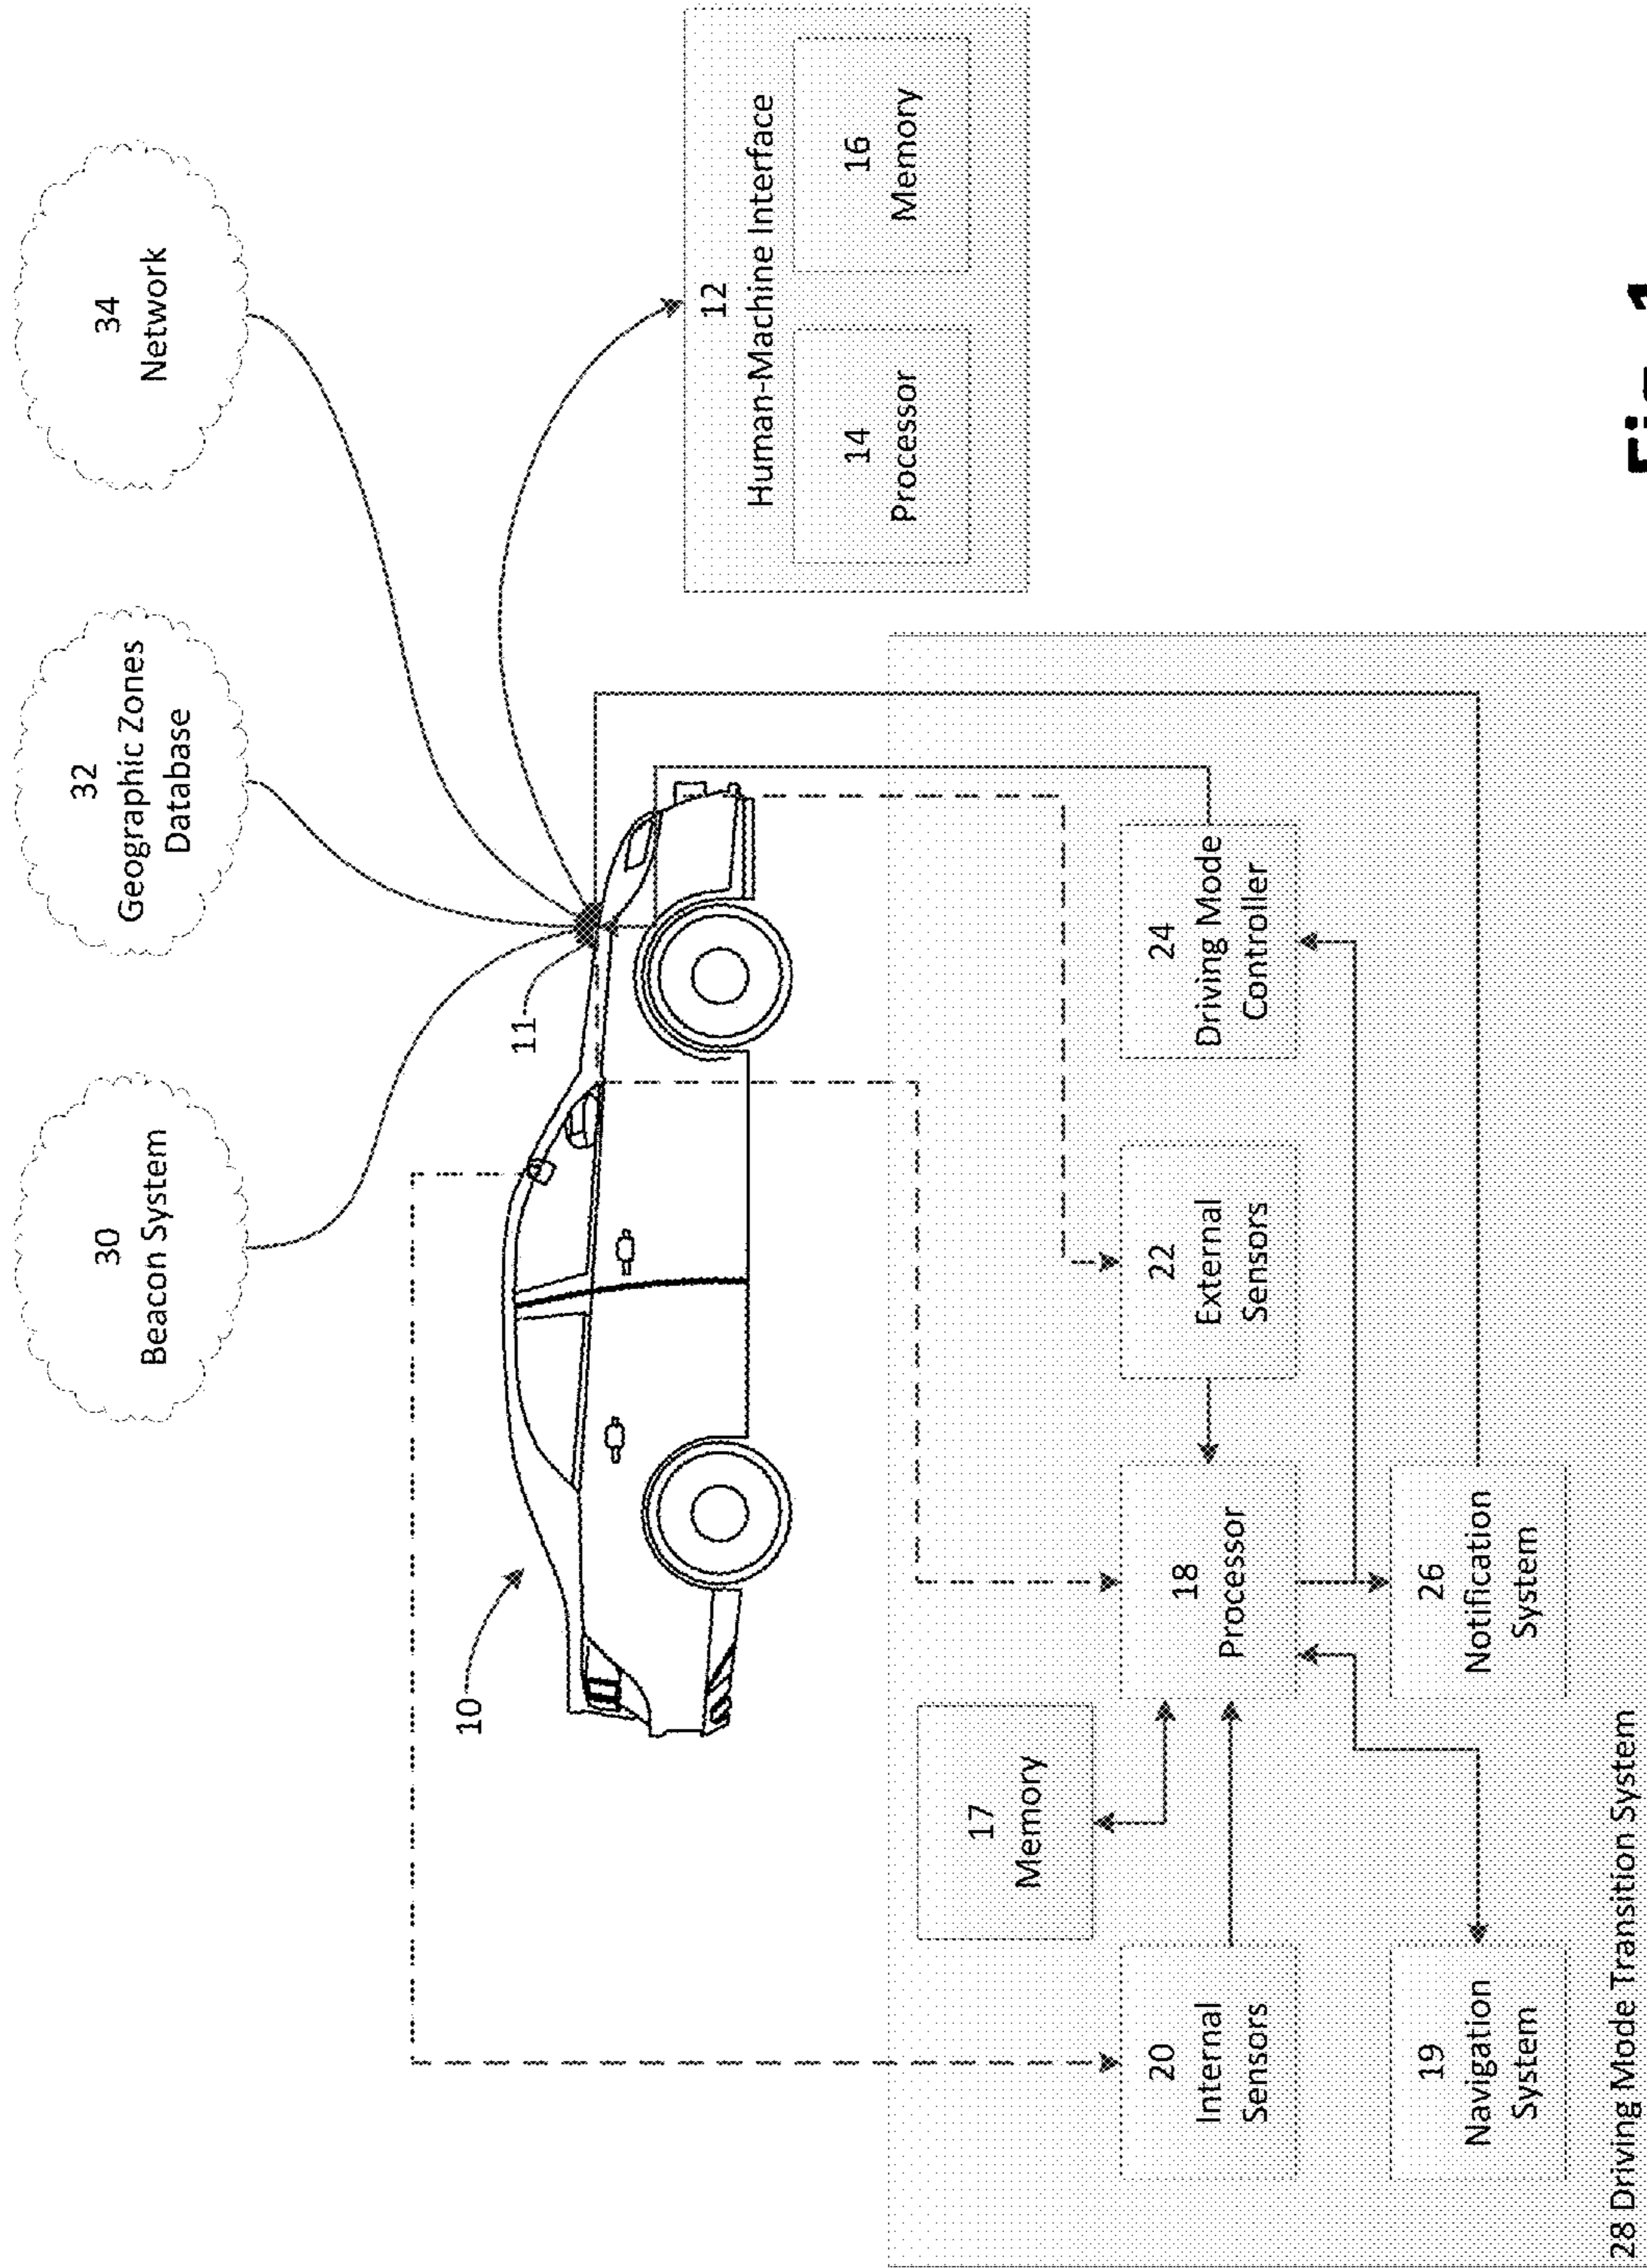 30
Beacon System
32
Geographic Zones
Database
34
Network
10
11
12
Human-Machine Interface
14
Processor
16
Memory
17
Memory
20
Internal
Sensors
18
Processor
22
External
Sensors
24
Driving Mode
Controller
19
Navigation
System
26
Notification
System
28 Driving Mode Transition System